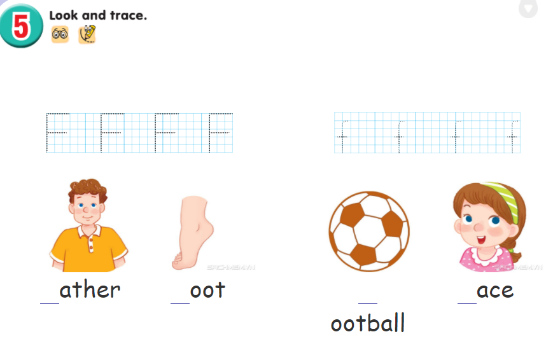 5 Look and trace.
F F F F
f f f f
_ather _oot _ _ace
ootball